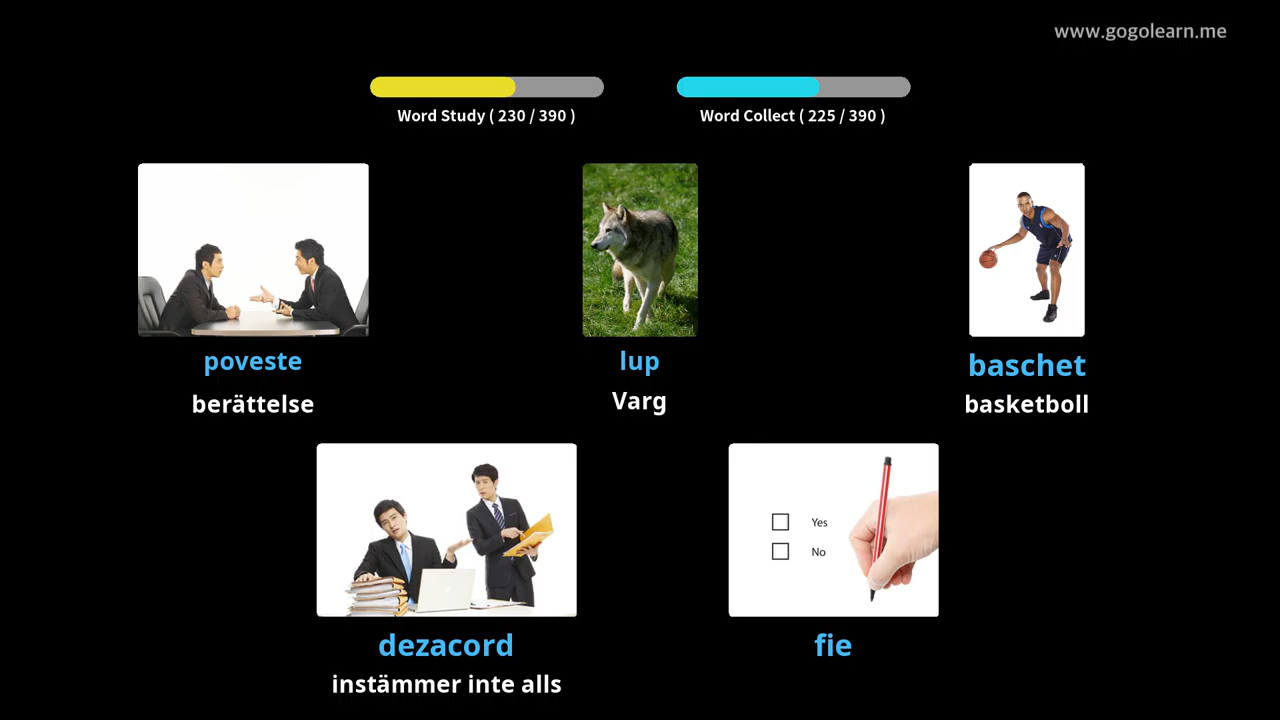 www.gogolearn.me
Word Study ( 230 / 390 )
Word Collect ( 225 / 390 )
poveste
berättelse
lup
Varg
baschet
basketboll
Yes
No
dezacord
instämmer inte alls
fie